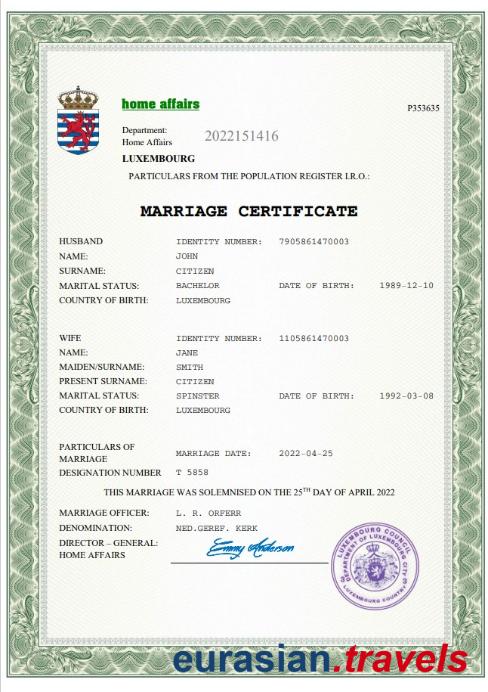 home affairs
P353635
Department:
Home Affairs
2022151416
LUXEMBOURG
PARTICULARS FROM THE POPULATION REGISTER I.R.O.:
MARRIAGE CERTIFICATE
HUSBAND IDENTITY NUMBER: 7905861470003
NAME: JOHN
SURNAME: CITIZEN
MARITAL STATUS: BACHELOR DATE OF BIRTH: 1989-12-10
COUNTRY OF BIRTH: LUXEMBOURG
WIFE IDENTITY NUMBER: 1105861470003
NAME: JANE
MAIDEN/SURNAME: SMITH
PRESENT SURNAME: CITIZEN
MARITAL STATUS: SPINSTER DATE OF BIRTH: 1992-03-08
COUNTRY OF BIRTH: LUXEMBOURG
PARTICULARS OF
MARRIAGE MARRIAGE DATE: 2022-04-25
DESIGNATION NUMBER T 5858
THIS MARRIAGE WAS SOLEMNISED ON THE 25TH DAY OF APRIL 2022
MARRIAGE OFFICER: L. R. ORFERR
DENOMINATION: NED.GEREF. KERK
DIRECTOR – GENERAL:
HOME AFFAIRS
Emmy Anderson
LUXEMBOURG COUNCIL
DEPARTMENT OF LUXEMBOURG CITY
LUXEMBOURG COUNTRY
eurasian.travels